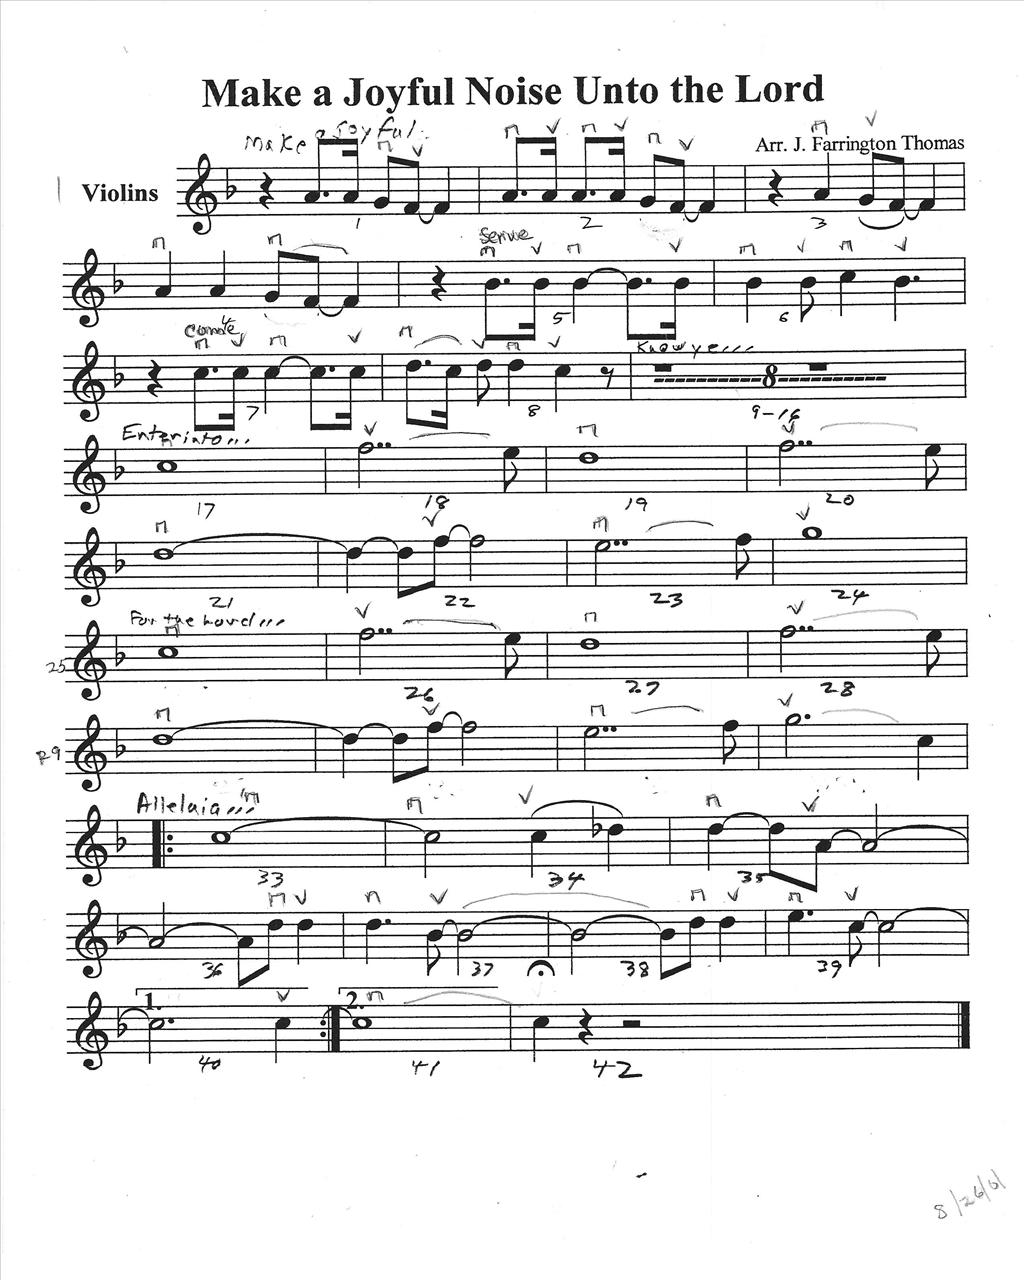 Make a Joyful Noise Unto the Lord
Make a Joyful
Arr. J. Farrington Thomas
Violins
1 2 3
Serve
5 6
Come
Know ye,,,
8
7 8 9-16
Enter into,,,
17 18 19 20
21 22 23 24
For the Lord,,,
25
26 27 28
Alleluia,,,
33 34 35
36 37 38 39
1. 2.
40 41 42
8/26/01